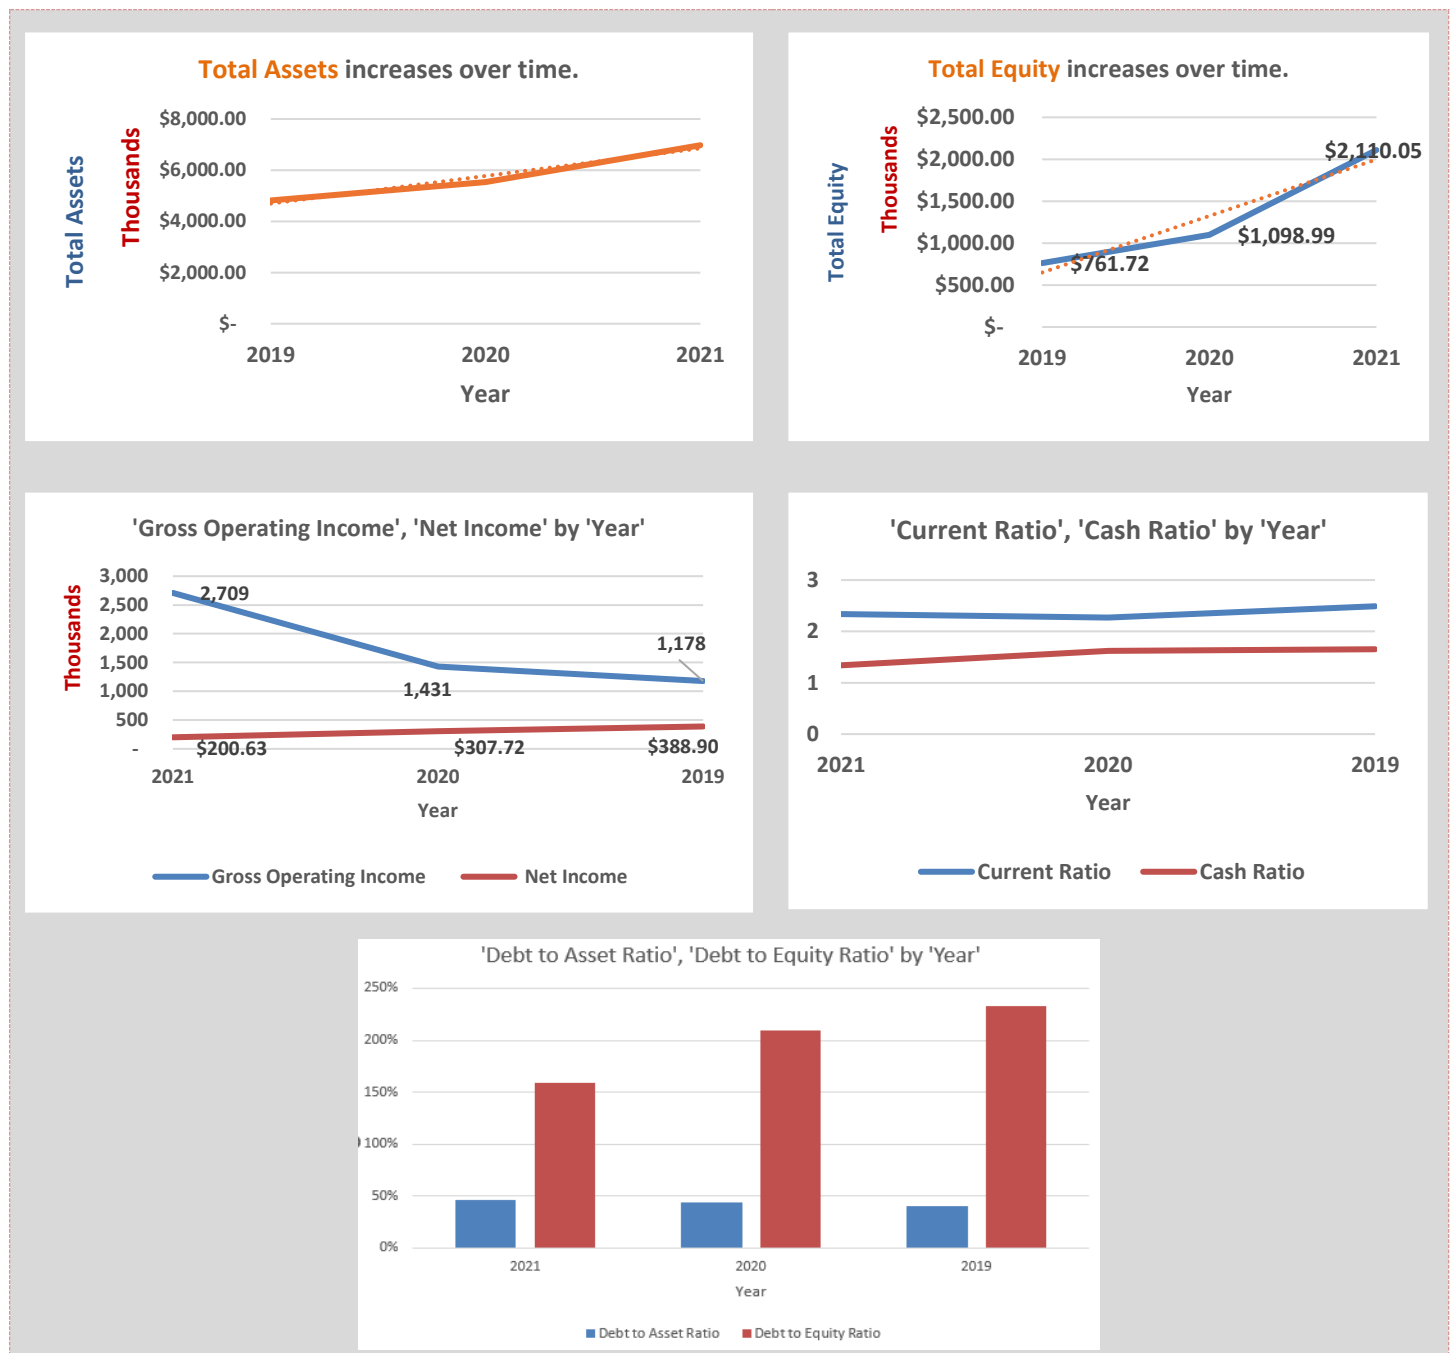 Total Assets increases over time.
Total Assets
Thousands
$8,000.00
$6,000.00
$4,000.00
$2,000.00
$-
2019 2020 2021
Year
Total Equity increases over time.
Total Equity
Thousands
$2,500.00
$2,000.00
$1,500.00
$1,000.00
$500.00
$-
$2,110.05
$1,098.99
$761.72
2019 2020 2021
Year
'Gross Operating Income', 'Net Income' by 'Year'
Thousands
3,000
2,500
2,000
1,500
1,000
500
-
2,709
1,431
1,178
$200.63 $307.72 $388.90
2021 2020 2019
Year
Gross Operating Income Net Income
'Current Ratio', 'Cash Ratio' by 'Year'
3
2
1
0
2021 2020 2019
Year
Current Ratio Cash Ratio
'Debt to Asset Ratio', 'Debt to Equity Ratio' by 'Year'
250%
200%
150%
100%
50%
0%
2021 2020 2019
Year
Debt to Asset Ratio Debt to Equity Ratio